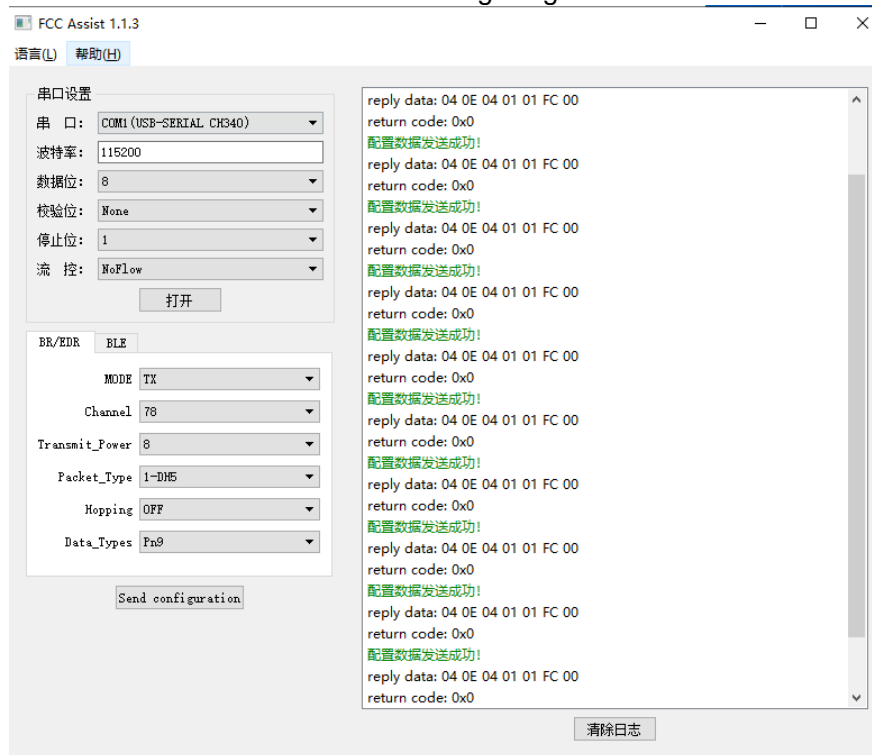 FCC Assist 1.1.3
语言(L) 帮助(H)
串口设置
串 口: COM1(USB-SERIAL CH340)
波特率: 115200
数据位: 8
校验位: None
停止位: 1
流 控: NoFlow
打开
BR/EDR BLE
MODE TX
Channel 78
Transmit_Power 8
Packet_Type 1-DH5
Hopping OFF
Data_Types Pn9
Send configuration
reply data: 04 0E 04 01 01 FC 00
return code: 0x0
配置数据发送成功!
reply data: 04 0E 04 01 01 FC 00
return code: 0x0
配置数据发送成功!
reply data: 04 0E 04 01 01 FC 00
return code: 0x0
配置数据发送成功!
reply data: 04 0E 04 01 01 FC 00
return code: 0x0
配置数据发送成功!
reply data: 04 0E 04 01 01 FC 00
return code: 0x0
配置数据发送成功!
reply data: 04 0E 04 01 01 FC 00
return code: 0x0
配置数据发送成功!
reply data: 04 0E 04 01 01 FC 00
return code: 0x0
配置数据发送成功!
reply data: 04 0E 04 01 01 FC 00
return code: 0x0
配置数据发送成功!
reply data: 04 0E 04 01 01 FC 00
return code: 0x0
配置数据发送成功!
reply data: 04 0E 04 01 01 FC 00
return code: 0x0
清除日志